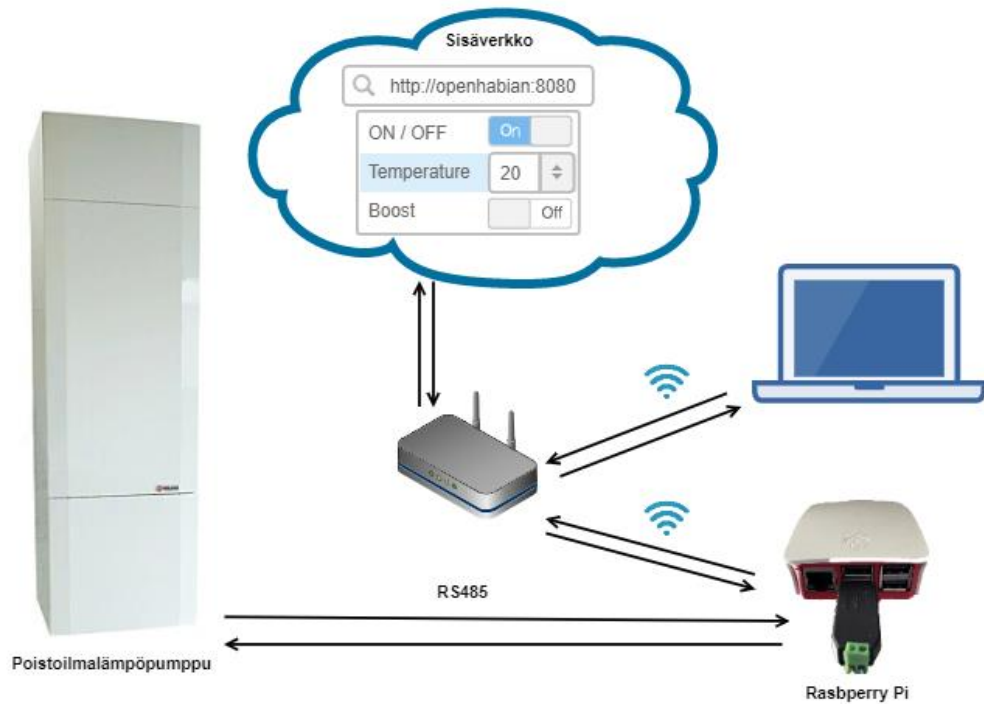 Sisäverkko
http://openhabian:8080
ON / OFF
On
Temperature
20
Boost
Off
RS485
Poistoilmalämpöpumppu
Rasbperry Pi